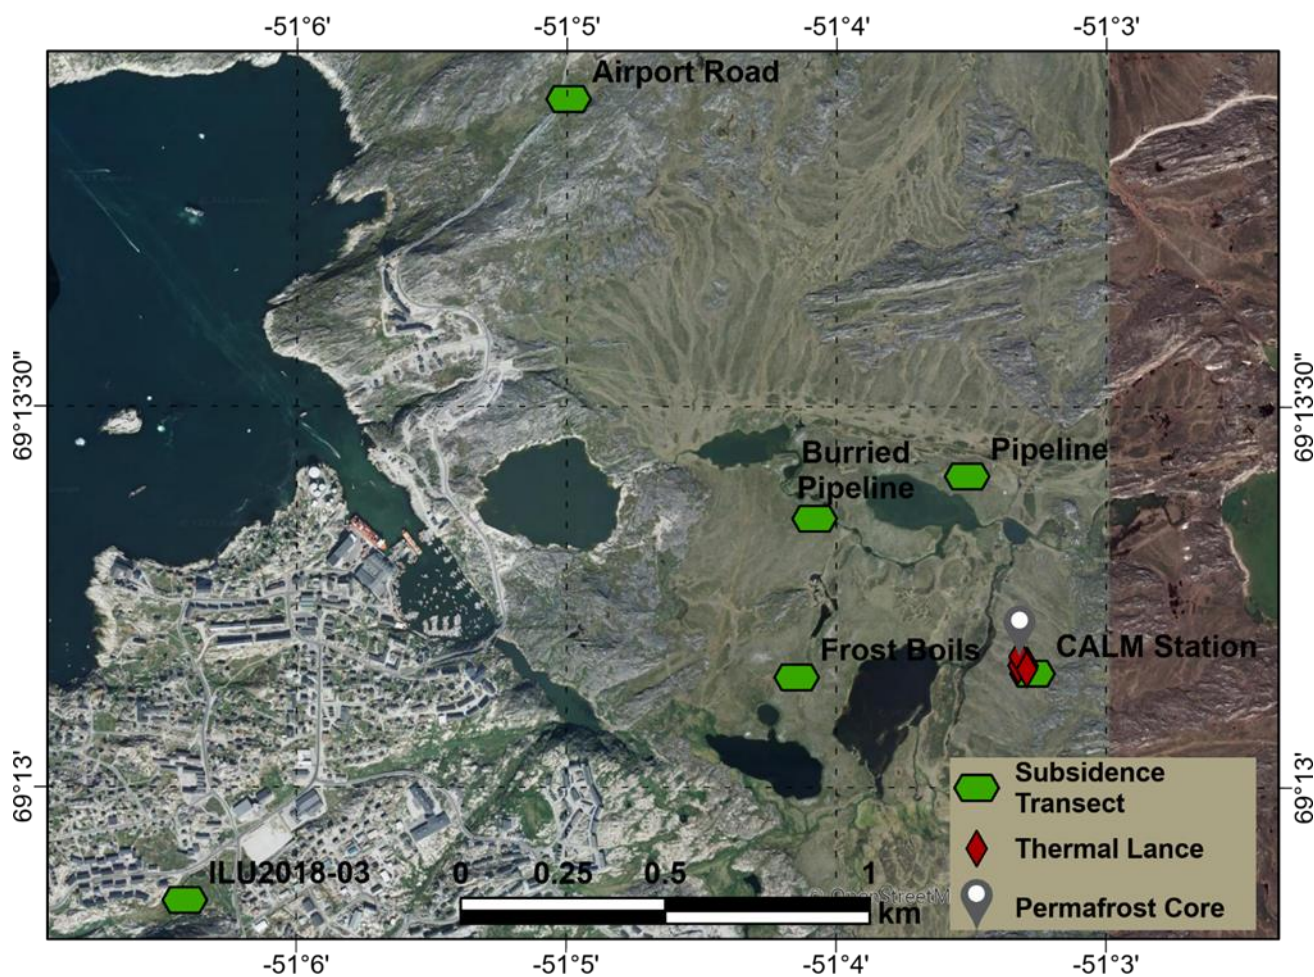 -51°6' -51°5' -51°4' -51°3'
Airport Road
69°13'30" 69°13'30"
Burried
Pipeline
Pipeline
Frost Boils
CALM Station
69°13' 69°13'
ILU2018-03
0 0.25 0.5 1
km
Subsidence
Transect
Thermal Lance
Permafrost Core
-51°6' -51°5' -51°4' -51°3'